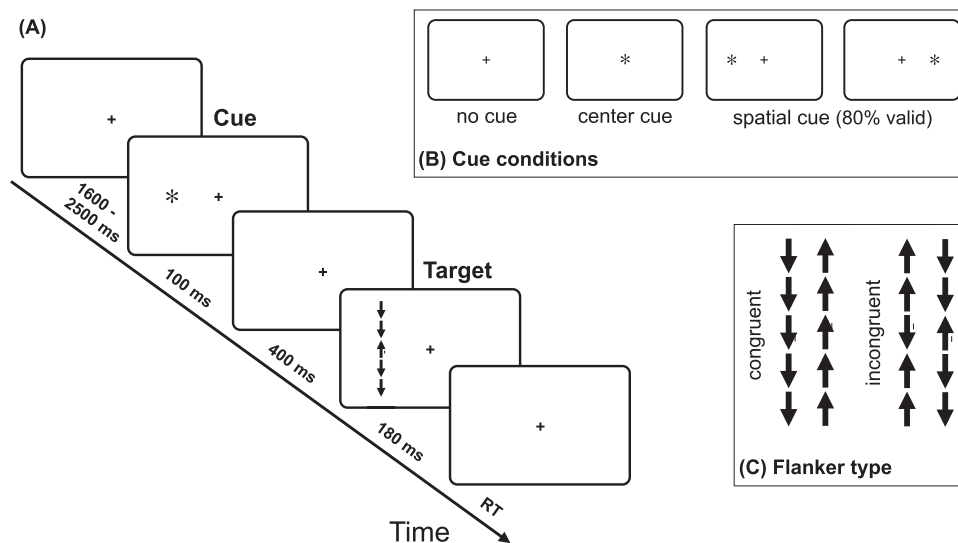 (A)
Cue
1600 -
2500 ms
100 ms
Target
400 ms
180 ms
RT
Time
no cue
center cue
spatial cue (80% valid)
(B) Cue conditions
congruent
incongruent
(C) Flanker type